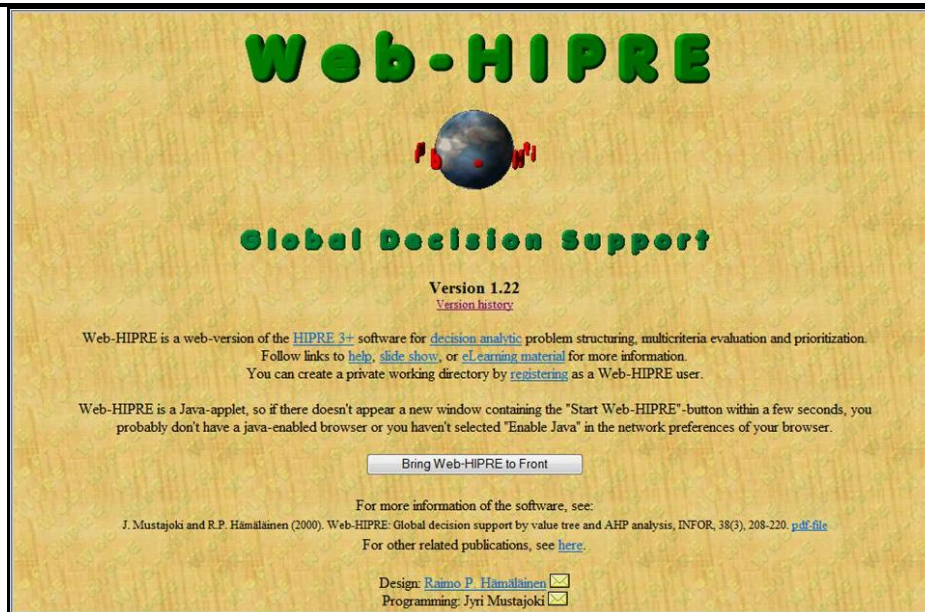 Web-HIPRE
Global Decision Support
Version 1.22
Version history
Web-HIPRE is a web-version of the HIPRE 3+ software for decision analytic problem structuring, multicriteria evaluation and prioritization.
Follow links to help, slide show, or eLearning material for more information.
You can create a private working directory by registering as a Web-HIPRE user.
Web-HIPRE is a Java-applet, so if there doesn't appear a new window containing the "Start Web-HIPRE"-button within a few seconds, you
probably don't have a java-enabled browser or you haven't selected "Enable Java" in the network preferences of your browser.
Bring Web-HIPRE to Front
For more information of the software, see:
J. Mustajoki and R.P. Hämäläinen (2000). Web-HIPRE: Global decision support by value tree and AHP analysis, INFOR, 38(3), 208-220. pdf-file
For other related publications, see here.
Design: Raimo P. Hämäläinen
Programming: Jyri Mustajoki